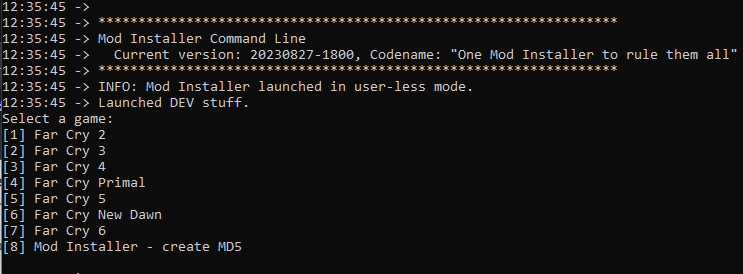 12:35:45 ->
12:35:45 -> *****************************************************************
12:35:45 -> Mod Installer Command Line
12:35:45 ->   Current version: 20230827-1800, Codename: "One Mod Installer to rule them all"
12:35:45 -> *****************************************************************
12:35:45 -> INFO: Mod Installer launched in user-less mode.
12:35:45 -> Launched DEV stuff.
Select a game:
[1] Far Cry 2
[2] Far Cry 3
[3] Far Cry 4
[4] Far Cry Primal
[5] Far Cry 5
[6] Far Cry New Dawn
[7] Far Cry 6
[8] Mod Installer - create MD5